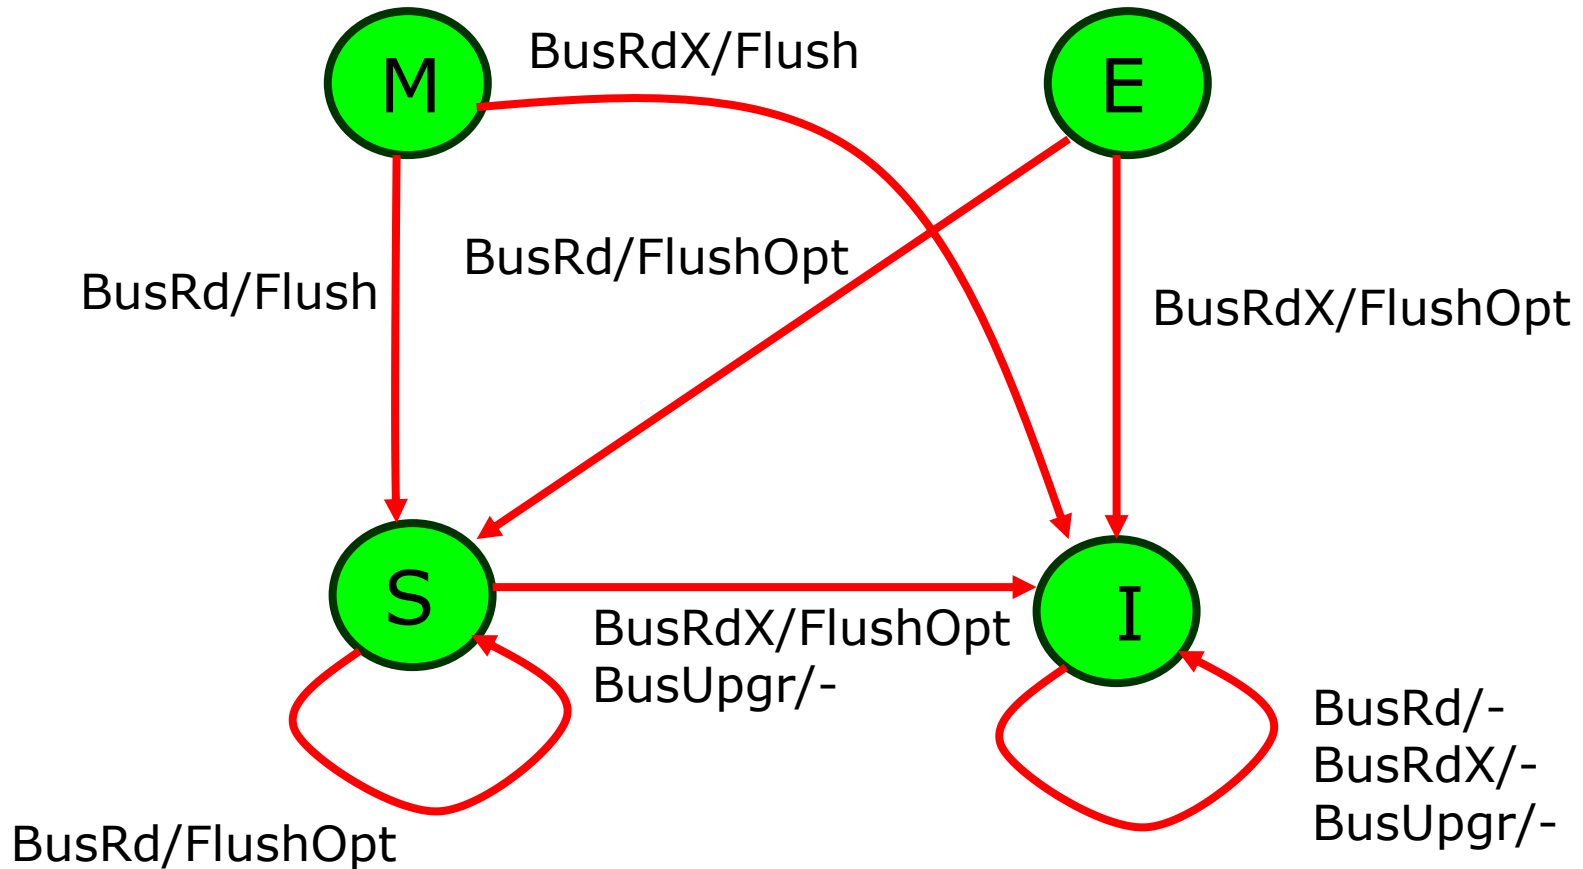 M
BusRdX/Flush
E
BusRd/FlushOpt
BusRd/Flush
BusRdX/FlushOpt
S
I
BusRdX/FlushOpt
BusUpgr/-
BusRd/-
BusRdX/-
BusUpgr/-
BusRd/FlushOpt